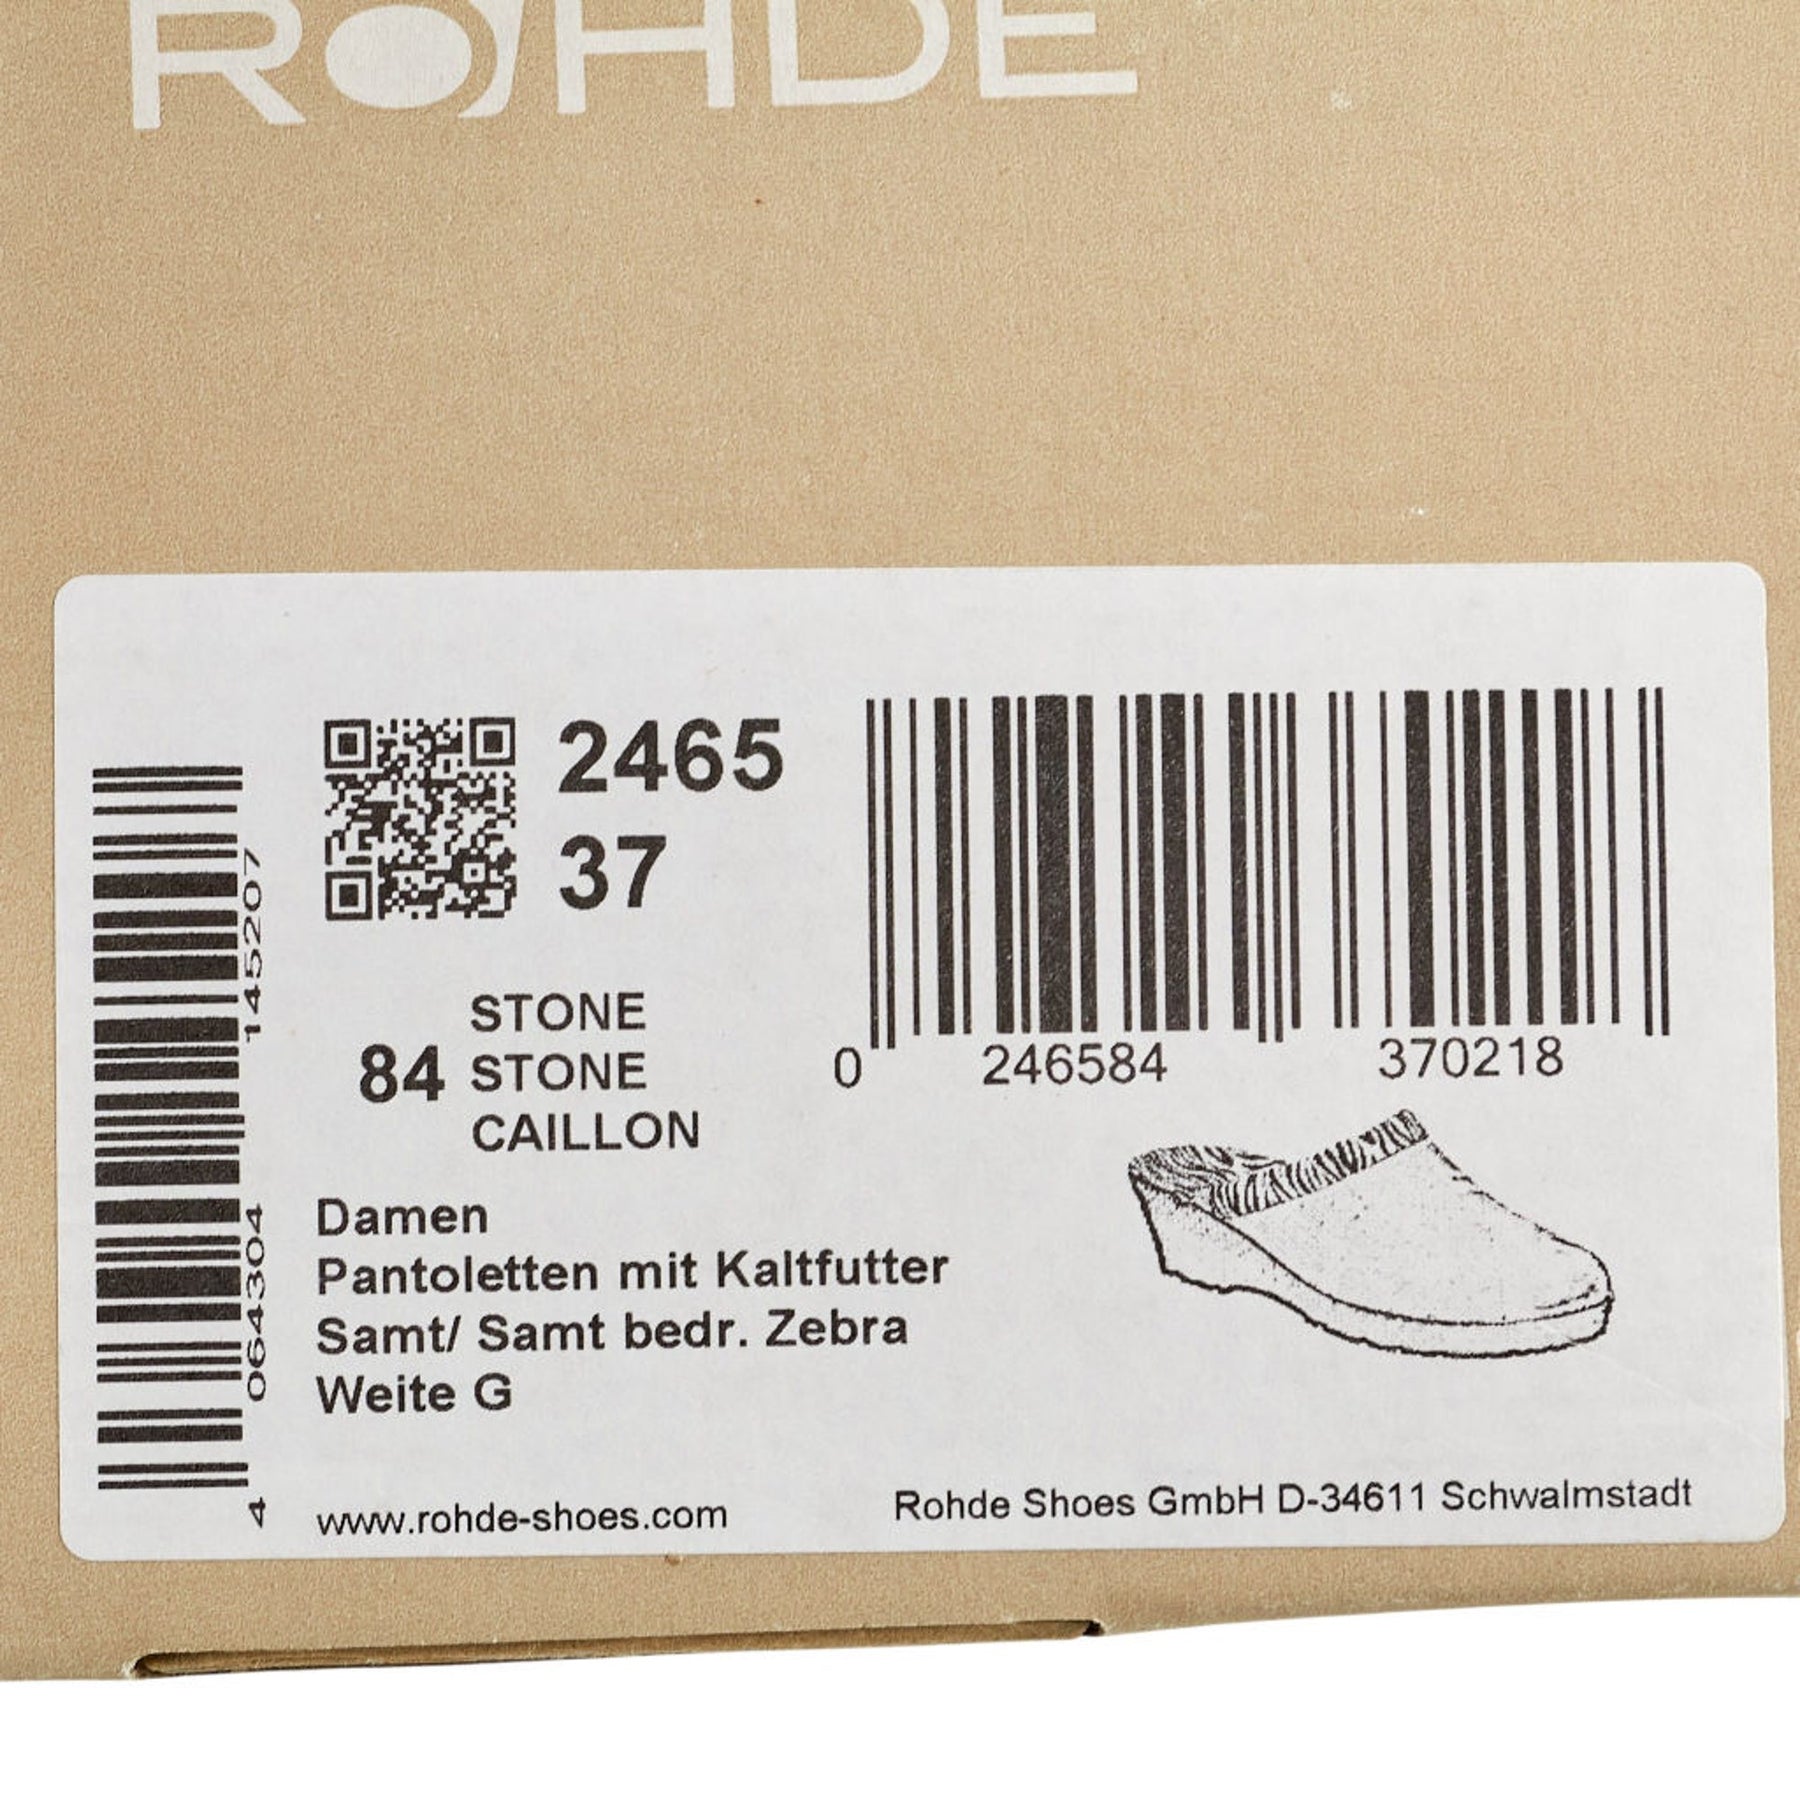 ROHDE
2465
37
84
STONE
STONE
CAILLON
0 246584 370218
4 064304 145207
Damen
Pantoletten mit Kaltfutter
Samt/ Samt bedr. Zebra
Weite G
www.rohde-shoes.com
Rohde Shoes GmbH D-34611 Schwalmstadt